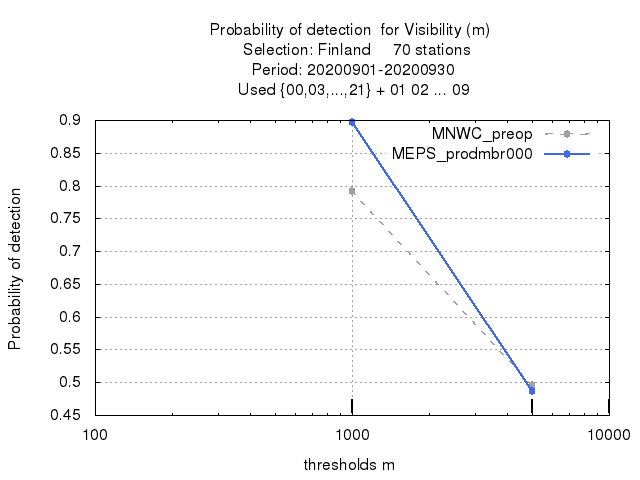 Probability of detection  for Visibility (m)
Selection: Finland     70 stations
Period: 20200901-20200930
Used {00,03,...,21} + 01 02 ... 09
MNWC_preop
MEPS_prodmbr000
Probability of detection
0.9
0.85
0.8
0.75
0.7
0.65
0.6
0.55
0.5
0.45
100 1000 10000
thresholds m